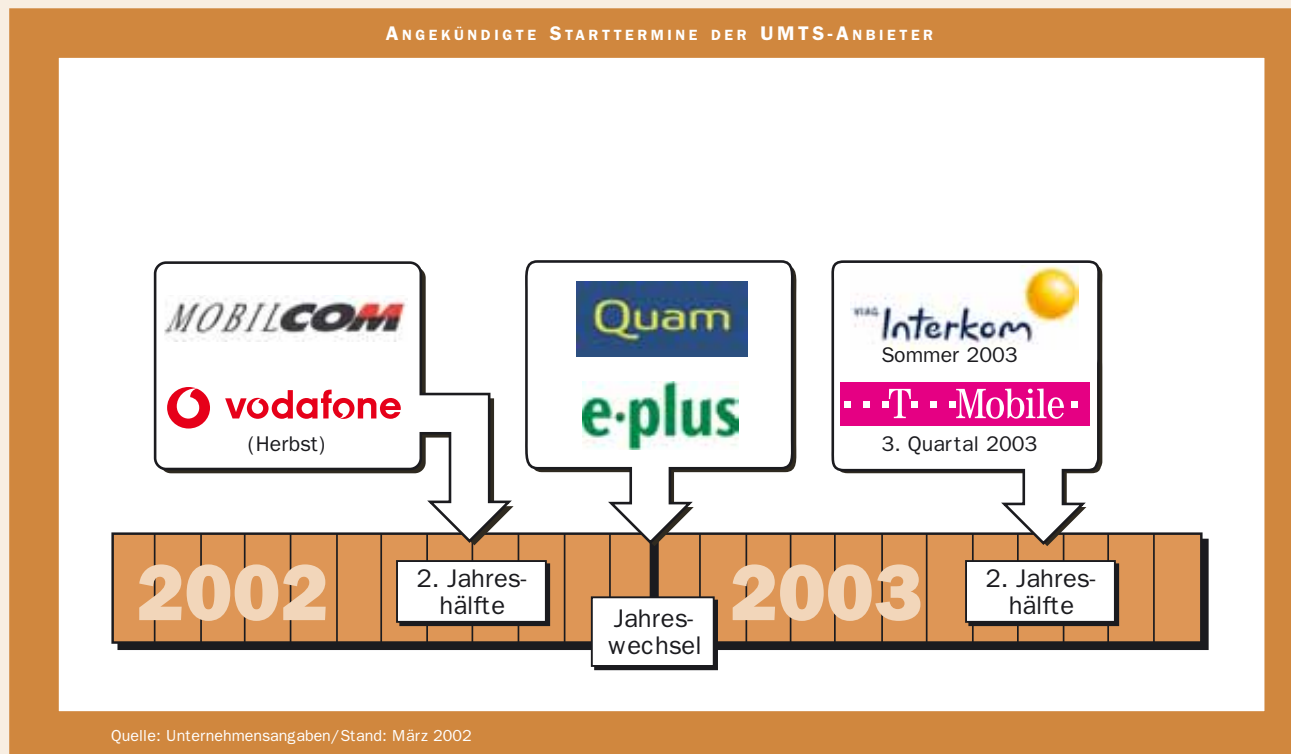 ANGEKÜNDIGTE STARTTERMINE DER UMTS-ANBIETER
MOBILCOM
vodafone
(Herbst)
Quam
e·plus
VIAG Interkom
Sommer 2003
··T···Mobile·
3. Quartal 2003
2002
2. Jahres-
hälfte
Jahres-
wechsel
2003
2. Jahres-
hälfte
Quelle: Unternehmensangaben/Stand: März 2002